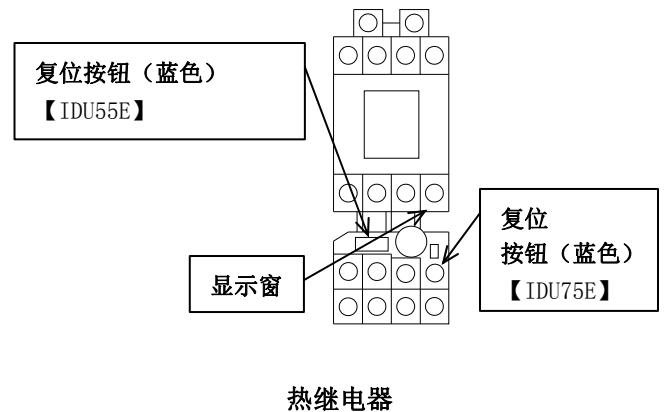 复位按钮（蓝色）
【IDU55E】
复位
按钮（蓝色）
【IDU75E】
显示窗
热继电器